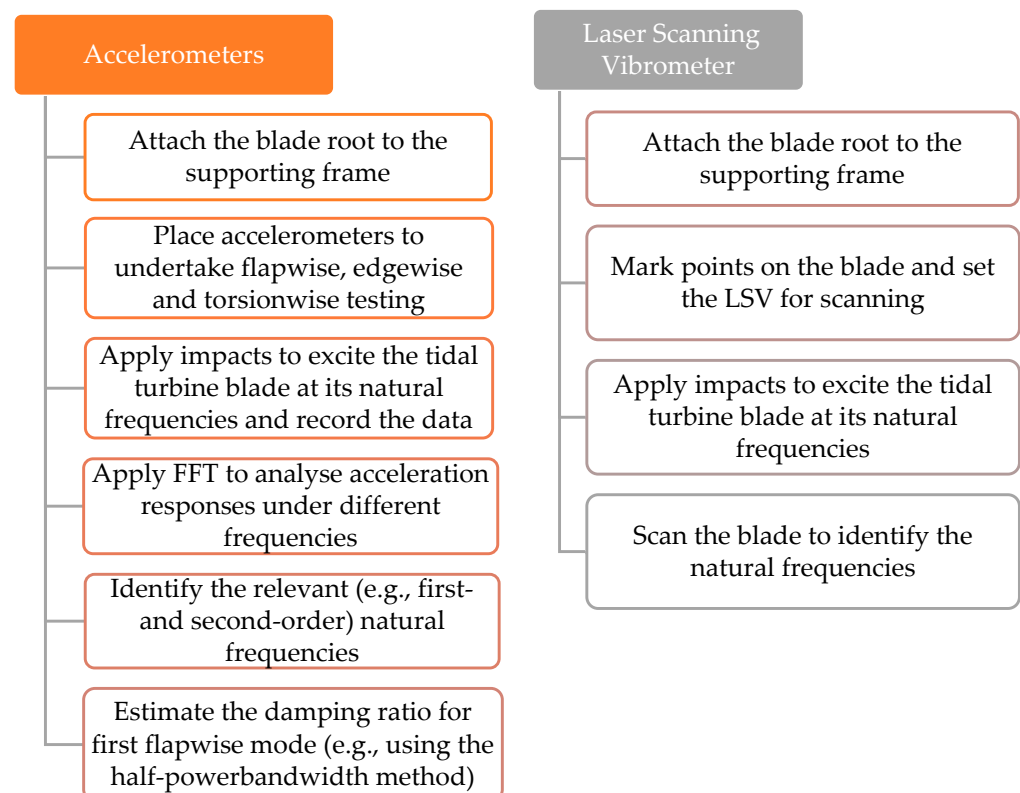 Accelerometers
Attach the blade root to the
supporting frame
Place accelerometers to
undertake flapwise, edgewise
and torsionwise testing
Apply impacts to excite the tidal
turbine blade at its natural
frequencies and record the data
Apply FFT to analyse acceleration
responses under different
frequencies
Identify the relevant (e.g., first-
and second-order) natural
frequencies
Estimate the damping ratio for
first flapwise mode (e.g., using the
half-powerbandwidth method)
Laser Scanning
Vibrometer
Attach the blade root to the
supporting frame
Mark points on the blade and set
the LSV for scanning
Apply impacts to excite the tidal
turbine blade at its natural
frequencies
Scan the blade to identify the
natural frequencies